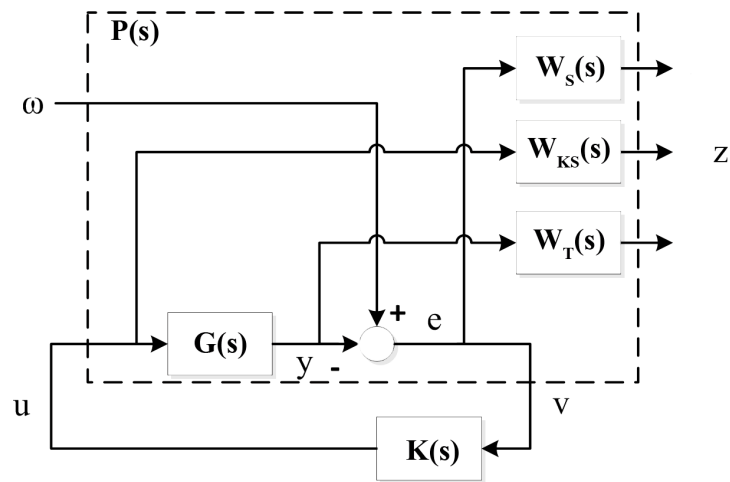 P(s)
W_S(s)
ω
W_KS(s)
z
W_T(s)
+
e
G(s)
y
-
u
v
K(s)